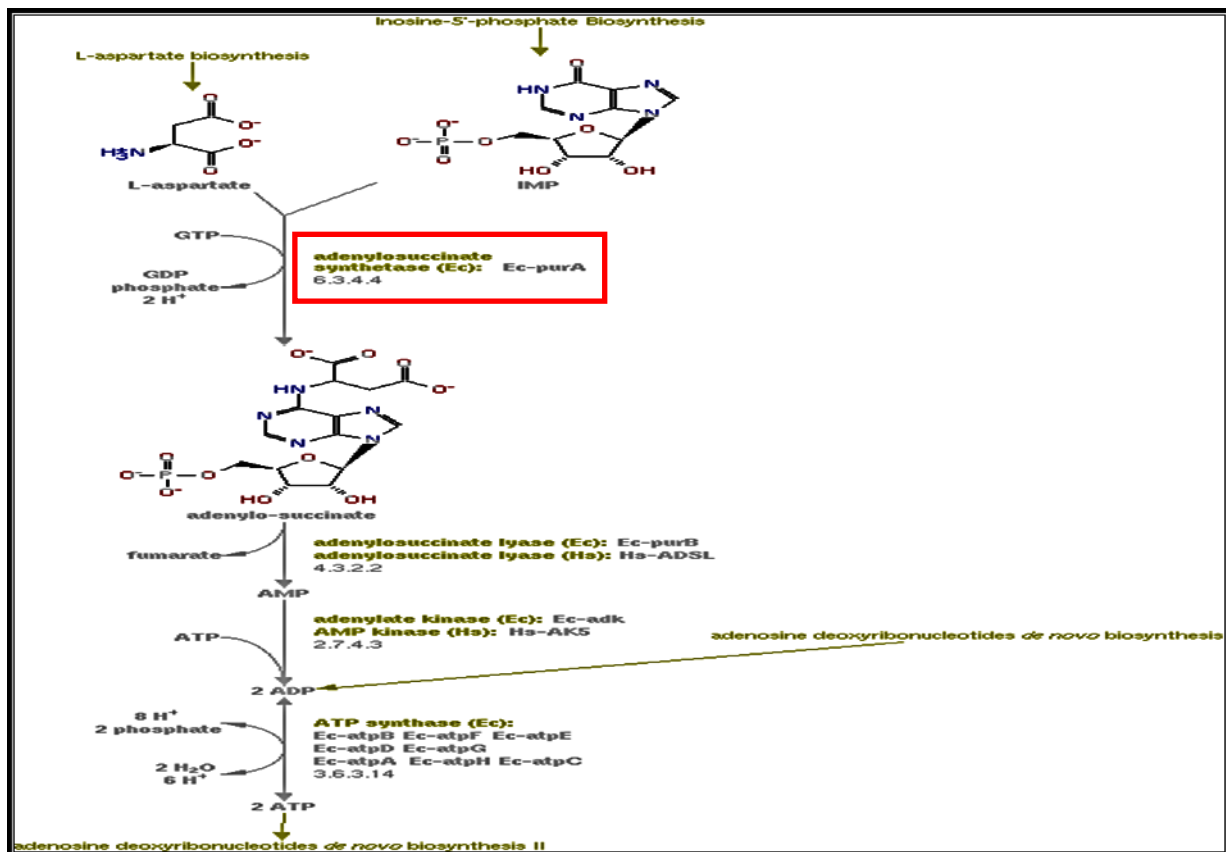 Inosine-5'-phosphate Biosynthesis
L-aspartate biosynthesis
O
HN
N
N
N
O
O⁻
O⁻
O
H₃N
O⁻
O⁻
P
O
O
O
HO
OH
L-aspartate
IMP
GTP
GDP
phosphate
2 H⁺
adenylosuccinate
synthetase (Ec): Ec-purA
6.3.4.4
O⁻
O
O
O⁻
HN
N
N
N
N
O
O⁻
P
O
O⁻
O
HO
OH
adenylo-succinate
fumarate
adenylosuccinate lyase (Ec): Ec-purB
adenylosuccinate lyase (Hs): Hs-ADSL
4.3.2.2
AMP
ATP
adenylate kinase (Ec): Ec-adk
AMP kinase (Hs): Hs-AK5
2.7.4.3
adenosine deoxyribonucleotides de novo biosynthesis
2 ADP
8 H⁺
2 phosphate
2 H₂O
6 H⁺
ATP synthase (Ec):
Ec-atpB Ec-atpF Ec-atpE
Ec-atpD Ec-atpG
Ec-atpA Ec-atpH Ec-atpC
3.6.3.14
2 ATP
adenosine deoxyribonucleotides de novo biosynthesis II